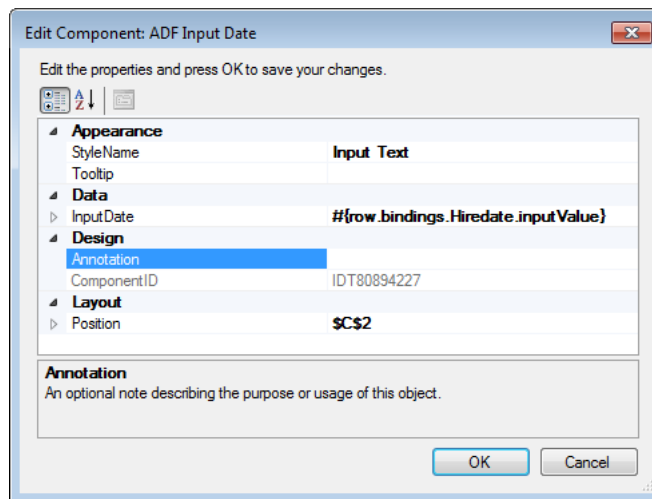 Edit Component: ADF Input Date
Edit the properties and press OK to save your changes.
Appearance
StyleName Input Text
Tooltip
Data
InputDate #{row.bindings.Hiredate.inputValue}
Design
Annotation
ComponentID IDT80894227
Layout
Position $C$2
Annotation
An optional note describing the purpose or usage of this object.
OK Cancel